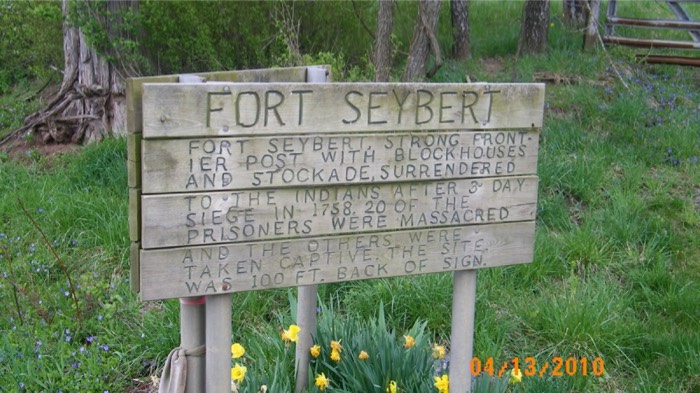 FORT SEYBERT
FORT SEYBERT, STRONG FRONT-
IER POST WITH BLOCKHOUSES
AND STOCKADE, SURRENDERED
TO THE INDIANS AFTER 3 DAY
SIEGE IN 1758. 20 OF THE
PRISONERS WERE MASSACRED
AND THE OTHERS WERE
TAKEN CAPTIVE. THE SITE
WAS 100 FT. BACK OF SIGN.
04/13/2010